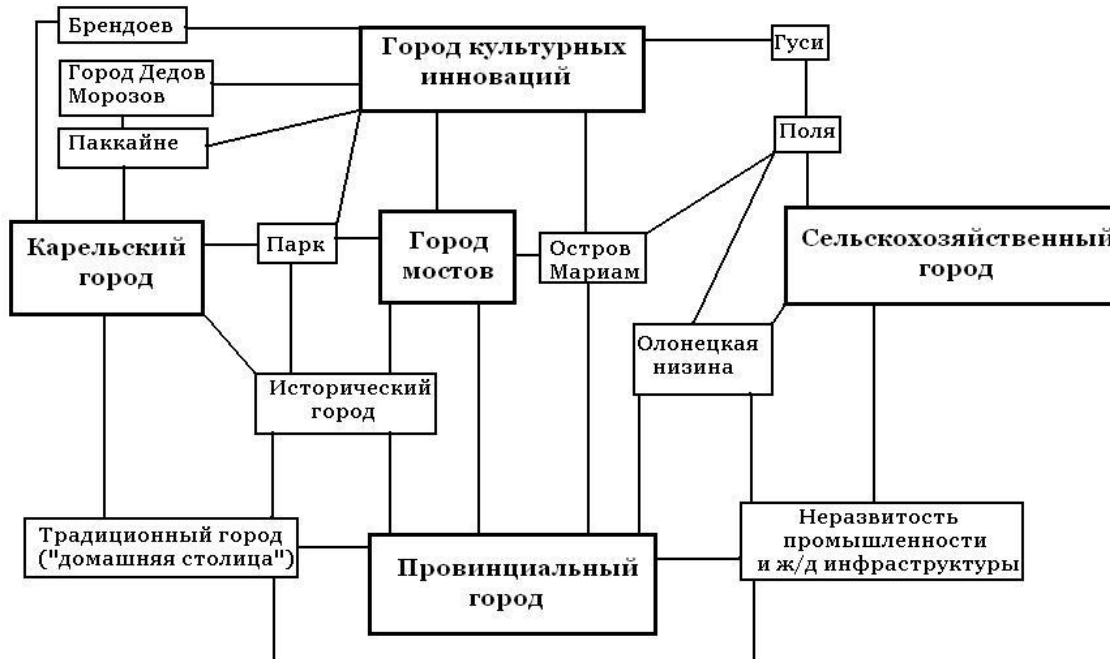 Брендоев
Город культурных
инноваций
Гуси
Город Дедов
Морозов
Паккайне
Поля
Карельский
город
Парк
Город
мостов
Остров
Мариам
Сельскохозяйственный
город
Олонецкая
низина
Исторический
город
Традиционный город
("домашняя столица")
Провинциальный
город
Неразвитость
промышленности
и ж/д инфраструктуры